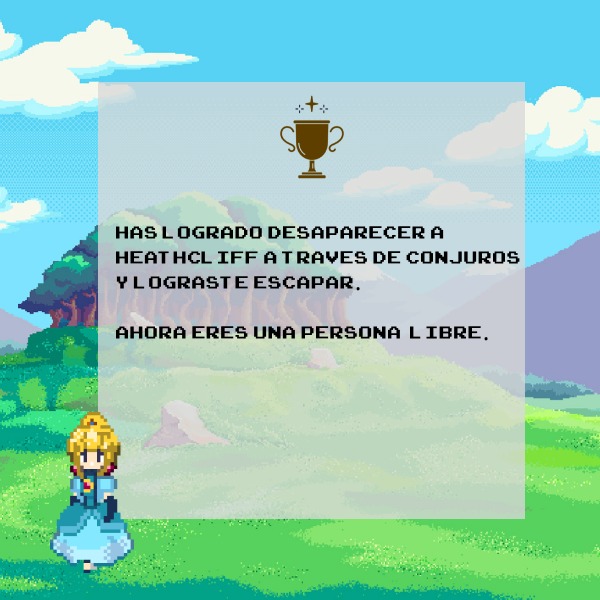 HAS LOGRADO DESAPARECER A
HEATHCLIFF A TRAVES DE CONJUROS
Y LOGRASTE ESCAPAR.
AHORA ERES UNA PERSONA LIBRE.